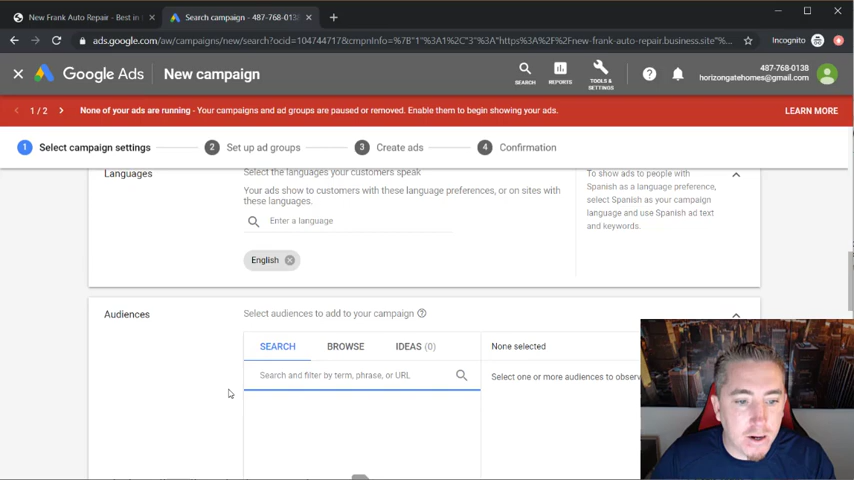 New Frank Auto Repair - Best in
Search campaign - 487-768-013
ads.google.com/aw/campaigns/new/search?ocid=104744717&cmpnInfo=%7B"1"%3A1%2C"3"%3A"https%3A%2F%2Fnew-frank-auto-repair.business.site"%...
Incognito
Google Ads
New campaign
SEARCH
REPORTS
TOOLS &
SETTINGS
487-768-0138
horizongatehomes@gmail.com
1 / 2
None of your ads are running - Your campaigns and ad groups are paused or removed. Enable them to begin showing your ads.
LEARN MORE
1 Select campaign settings
2 Set up ad groups
3 Create ads
4 Confirmation
Languages
Select the languages your customers speak
Your ads show to customers with these language preferences, or on sites with
these languages.
Enter a language
English
To show ads to people with
Spanish as a language preference,
select Spanish as your campaign
language and use Spanish ad text
and keywords.
Audiences
Select audiences to add to your campaign
SEARCH
BROWSE
IDEAS (0)
None selected
Search and filter by term, phrase, or URL
Select one or more audiences to observ